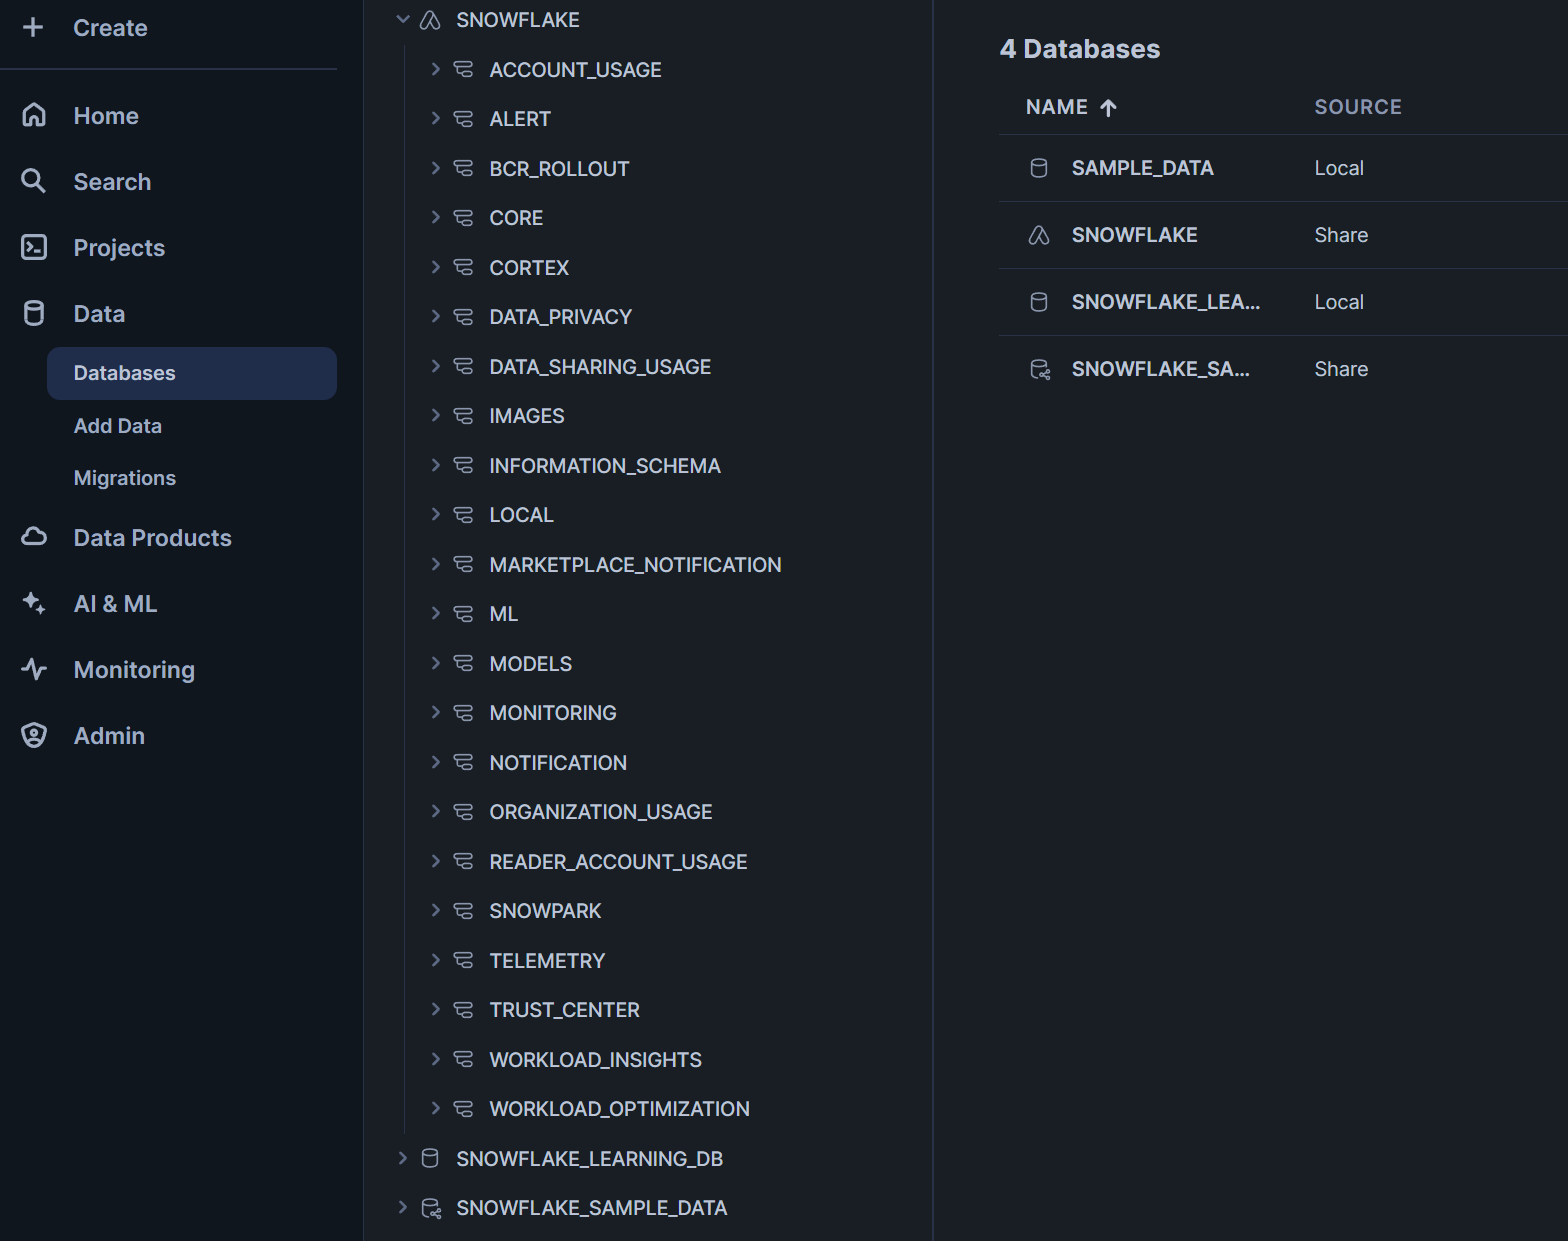 Create
Home
Search
Projects
Data
Databases
Add Data
Migrations
Data Products
AI & ML
Monitoring
Admin
SNOWFLAKE
ACCOUNT_USAGE
ALERT
BCR_ROLLOUT
CORE
CORTEX
DATA_PRIVACY
DATA_SHARING_USAGE
IMAGES
INFORMATION_SCHEMA
LOCAL
MARKETPLACE_NOTIFICATION
ML
MODELS
MONITORING
NOTIFICATION
ORGANIZATION_USAGE
READER_ACCOUNT_USAGE
SNOWPARK
TELEMETRY
TRUST_CENTER
WORKLOAD_INSIGHTS
WORKLOAD_OPTIMIZATION
SNOWFLAKE_LEARNING_DB
SNOWFLAKE_SAMPLE_DATA
4 Databases
NAME SOURCE
SAMPLE_DATA Local
SNOWFLAKE Share
SNOWFLAKE_LEA... Local
SNOWFLAKE_SA... Share